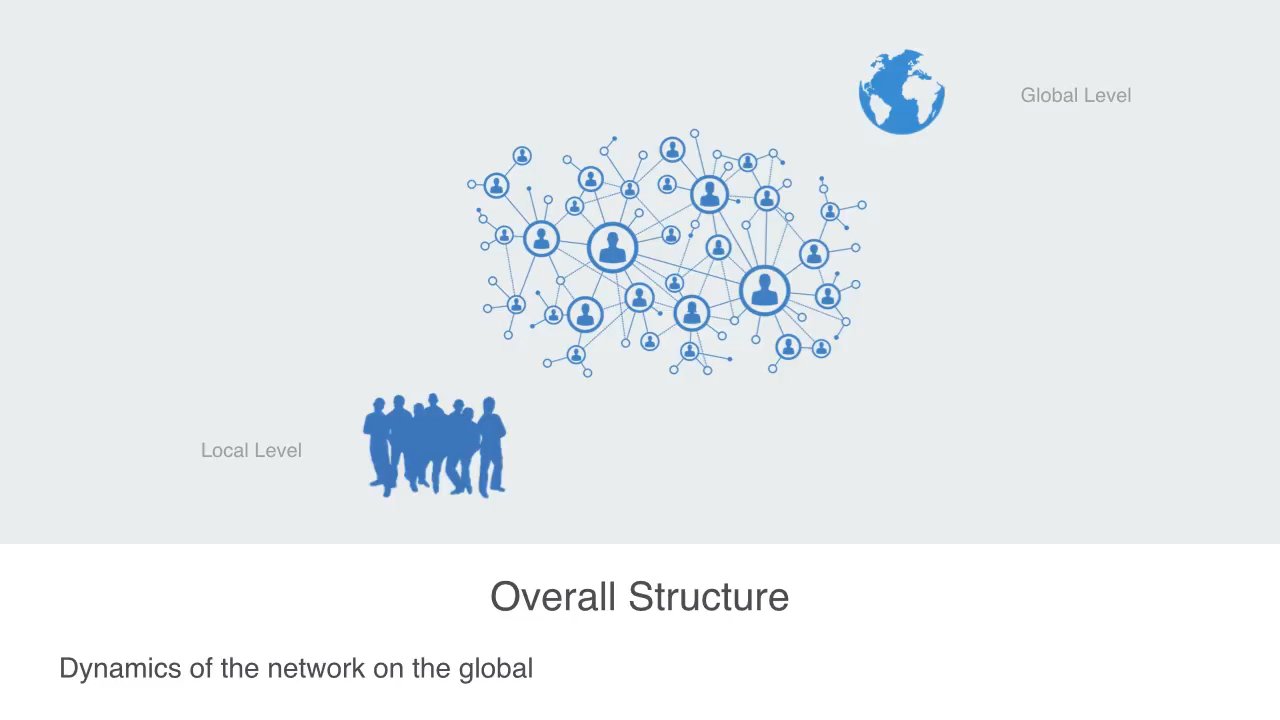 Global Level
Local Level
Overall Structure
Dynamics of the network on the global